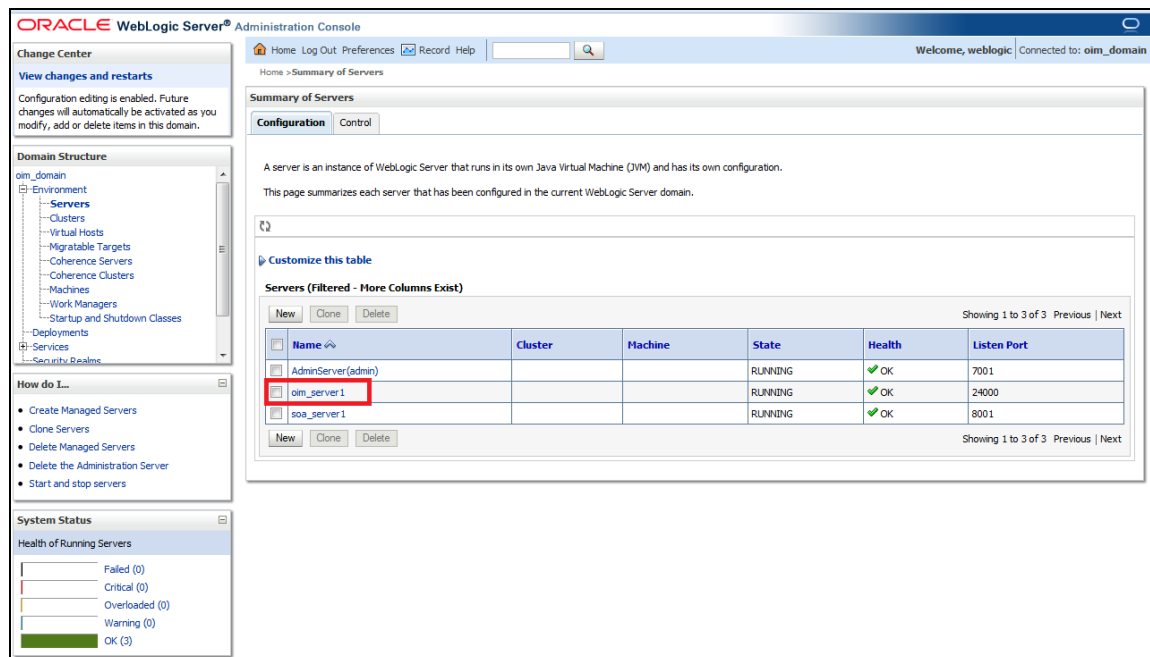 ORACLE WebLogic Server® Administration Console
Change Center
View changes and restarts
Configuration editing is enabled. Future
changes will automatically be activated as you
modify, add or delete items in this domain.
Domain Structure
oim_domain
Environment
Servers
Clusters
Virtual Hosts
Migratable Targets
Coherence Servers
Coherence Clusters
Machines
Work Managers
Startup and Shutdown Classes
Deployments
Services
Security Realms
How do I...
Create Managed Servers
Clone Servers
Delete Managed Servers
Delete the Administration Server
Start and stop servers
System Status
Health of Running Servers
Failed (0)
Critical (0)
Overloaded (0)
Warning (0)
OK (3)
Home Log Out Preferences Record Help
Welcome, weblogic Connected to: oim_domain
Home >Summary of Servers
Summary of Servers
Configuration Control
A server is an instance of WebLogic Server that runs in its own Java Virtual Machine (JVM) and has its own configuration.
This page summarizes each server that has been configured in the current WebLogic Server domain.
Customize this table
Servers (Filtered - More Columns Exist)
New Clone Delete Showing 1 to 3 of 3 Previous | Next
Name Cluster Machine State Health Listen Port
AdminServer(admin) RUNNING OK 7001
oim_server1 RUNNING OK 24000
soa_server1 RUNNING OK 8001
New Clone Delete Showing 1 to 3 of 3 Previous | Next